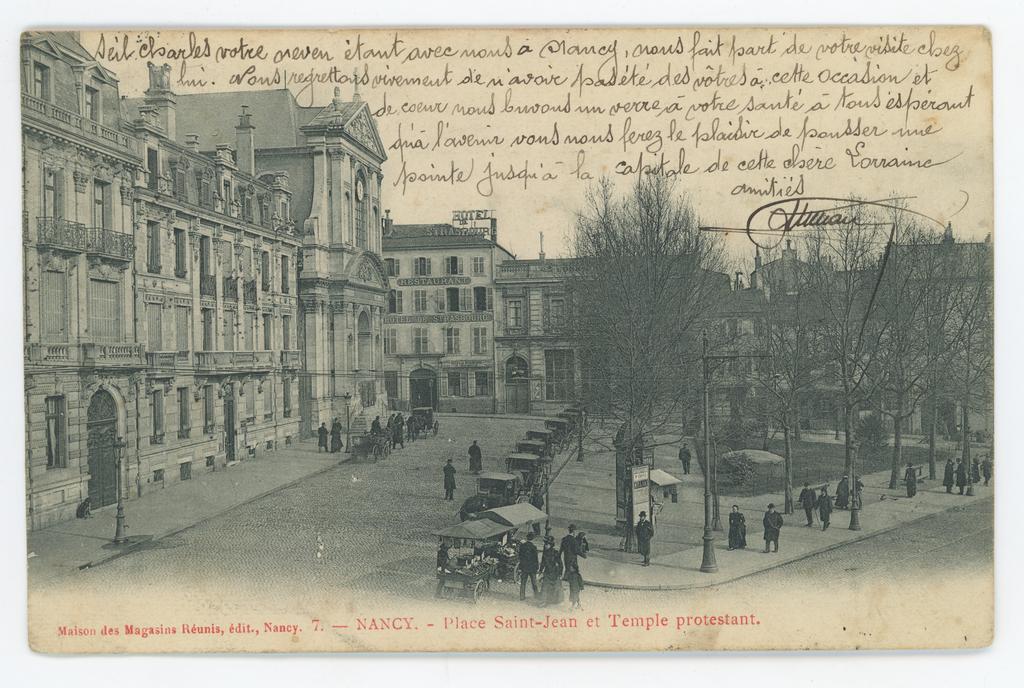 Seul Charles votre neveu étant avec nous à Nancy, nous fait part de votre visite chez
lui. Nous regrettons vivement de n'avoir pas été des vôtres à cette occasion et
de coeur nous buvons un verre à votre santé à tous espérant
qu'à l'avenir vous nous ferez le plaisir de pousser une
pointe jusqu'à la capitale de cette chère Lorraine
amitiés
HOTEL
DE
STRASBOURG
RESTAURANT
HOTEL DE STRASBOURG
Maison des Magasins Réunis, édit., Nancy. 7. — NANCY. - Place Saint-Jean et Temple protestant.